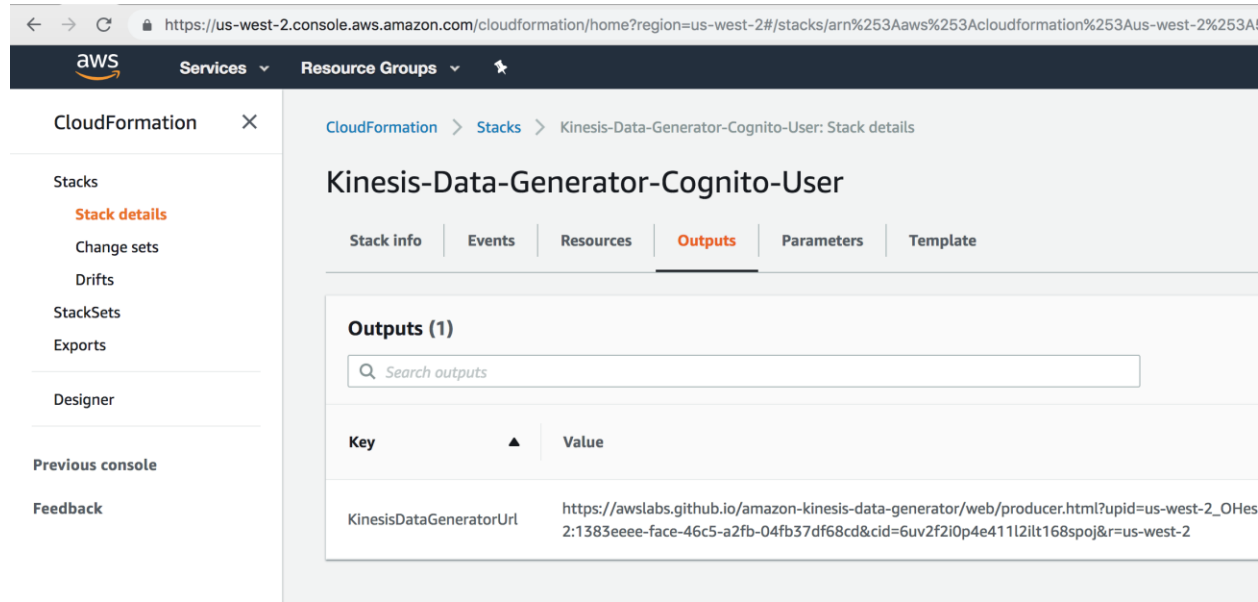 https://us-west-2.console.aws.amazon.com/cloudformation/home?region=us-west-2#/stacks/arn%253Aaws%253Acloudformation%253Aus-west-2%253A5
aws Services Resource Groups
CloudFormation
CloudFormation > Stacks > Kinesis-Data-Generator-Cognito-User: Stack details
Kinesis-Data-Generator-Cognito-User
Stacks
Stack details
Change sets
Drifts
StackSets
Exports
Designer
Previous console
Feedback
Stack info Events Resources Outputs Parameters Template
Outputs (1)
Search outputs
Key Value
KinesisDataGeneratorUrl
https://awslabs.github.io/amazon-kinesis-data-generator/web/producer.html?upid=us-west-2_OHes
2:1383eeee-face-46c5-a2fb-04fb37df68cd&cid=6uv2f2i0p4e411l2ilt168spoj&r=us-west-2